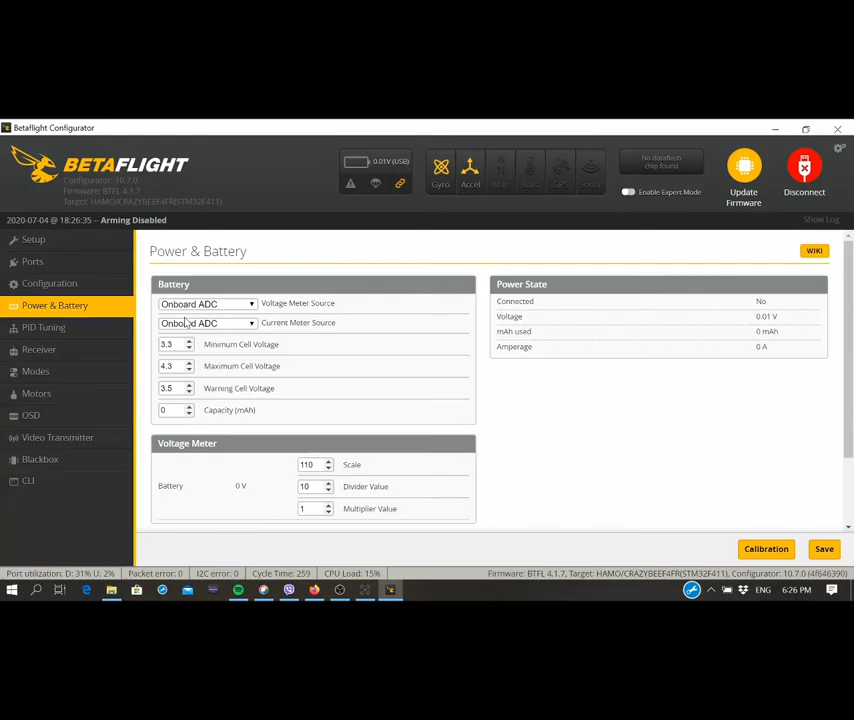 Betaflight Configurator
BETAFLIGHT
Configurator: 10.7.0
Firmware: BTFL 4.1.7
Target: HAMO/CRAZYBEEF4FR(STM32F411)
0.01V (USB)
Gyro
Accel
Mag
Baro
GPS
Sonar
No dataflash
chip found
Enable Expert Mode
Update
Firmware
Disconnect
2020-07-04 @ 18:26:35 -- Arming Disabled
Show Log
Setup
Ports
Configuration
Power & Battery
PID Tuning
Receiver
Modes
Motors
OSD
Video Transmitter
Blackbox
CLI
Power & Battery
WIKI
Battery
Onboard ADC Voltage Meter Source
Onboard ADC Current Meter Source
3.3 Minimum Cell Voltage
4.3 Maximum Cell Voltage
3.5 Warning Cell Voltage
0 Capacity (mAh)
Power State
Connected No
Voltage 0.01 V
mAh used 0 mAh
Amperage 0 A
Voltage Meter
Battery 0 V
110 Scale
10 Divider Value
1 Multiplier Value
Calibration
Save
Port utilization: D: 31% U: 2% Packet error: 0 I2C error: 0 Cycle Time: 259 CPU Load: 15% Firmware: BTFL 4.1.7, Target: HAMO/CRAZYBEEF4FR(STM32F411), Configurator: 10.7.0 (4f646390)
ENG 6:26 PM